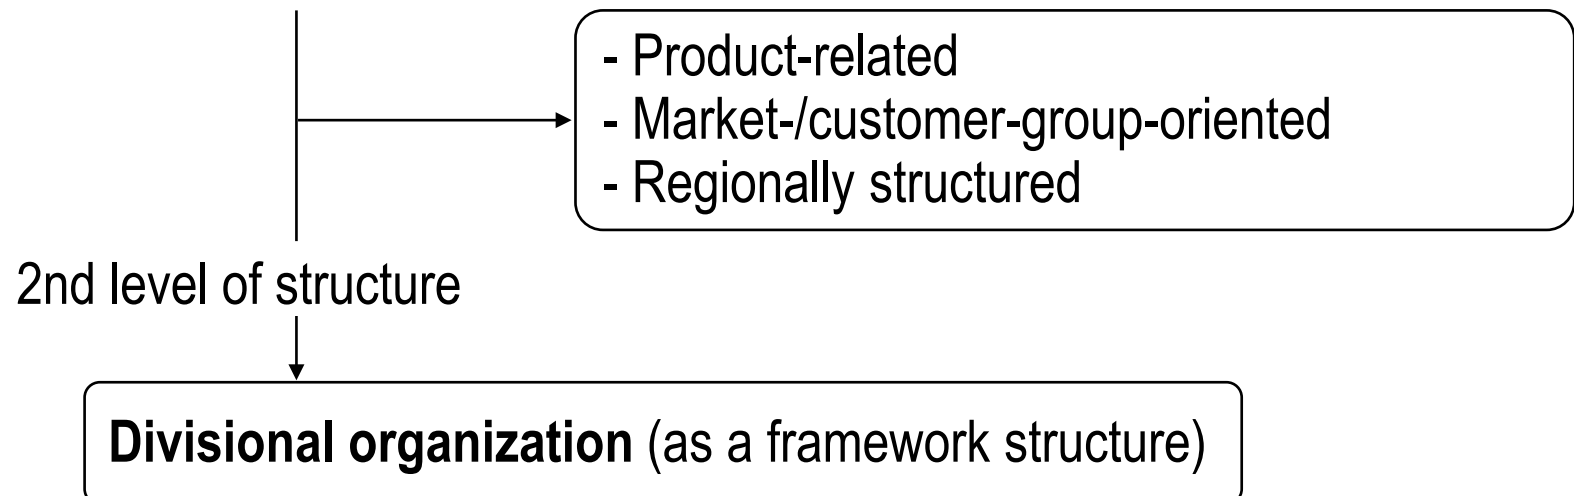 - Product-related
- Market-/customer-group-oriented
- Regionally structured
2nd level of structure
Divisional organization (as a framework structure)